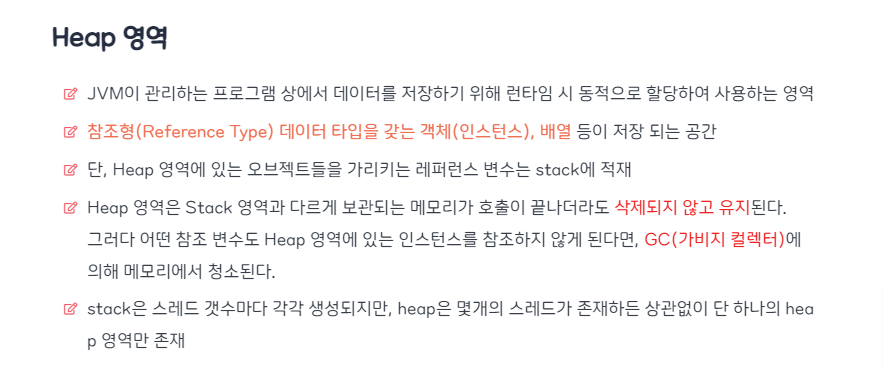 Heap 영역
JVM이 관리하는 프로그램 상에서 데이터를 저장하기 위해 런타임 시 동적으로 할당하여 사용하는 영역
참조형(Reference Type) 데이터 타입을 갖는 객체(인스턴스), 배열 등이 저장 되는 공간
단, Heap 영역에 있는 오브젝트들을 가리키는 레퍼런스 변수는 stack에 적재
Heap 영역은 Stack 영역과 다르게 보관되는 메모리가 호출이 끝나더라도 삭제되지 않고 유지된다.
그러다 어떤 참조 변수도 Heap 영역에 있는 인스턴스를 참조하지 않게 된다면, GC(가비지 컬렉터)에
의해 메모리에서 청소된다.
stack은 스레드 갯수마다 각각 생성되지만, heap은 몇개의 스레드가 존재하든 상관없이 단 하나의 hea
p 영역만 존재